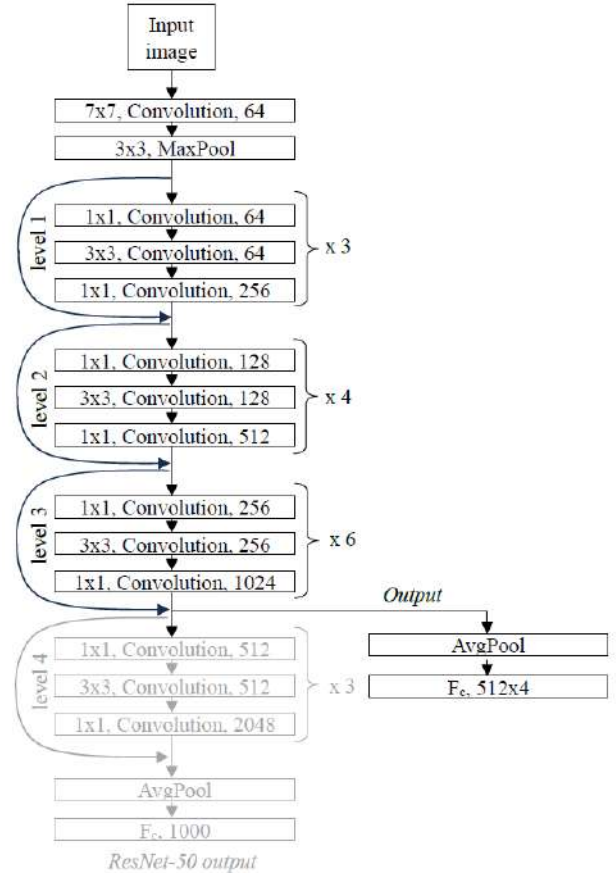 Input
image
7x7, Convolution, 64
3x3, MaxPool
level 1
1x1, Convolution, 64
3x3, Convolution, 64
1x1, Convolution, 256
x 3
level 2
1x1, Convolution, 128
3x3, Convolution, 128
1x1, Convolution, 512
x 4
level 3
1x1, Convolution, 256
3x3, Convolution, 256
1x1, Convolution, 1024
x 6
Output
AvgPool
Fc, 512x4
level 4
1x1, Convolution, 512
3x3, Convolution, 512
1x1, Convolution, 2048
x 3
AvgPool
Fc, 1000
ResNet-50 output